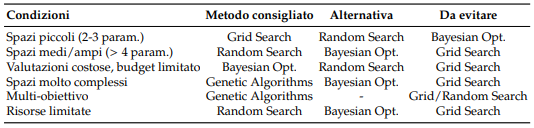 Condizioni Metodo consigliato Alternativa Da evitare
Spazi piccoli (2-3 param.) Grid Search Random Search Bayesian Opt.
Spazi medi/ampi (> 4 param.) Random Search Bayesian Opt. Grid Search
Valutazioni costose, budget limitato Bayesian Opt. Random Search Grid Search
Spazi molto complessi Genetic Algorithms Bayesian Opt. Grid Search
Multi-obiettivo Genetic Algorithms - Grid/Random Search
Risorse limitate Random Search Bayesian Opt. Grid Search